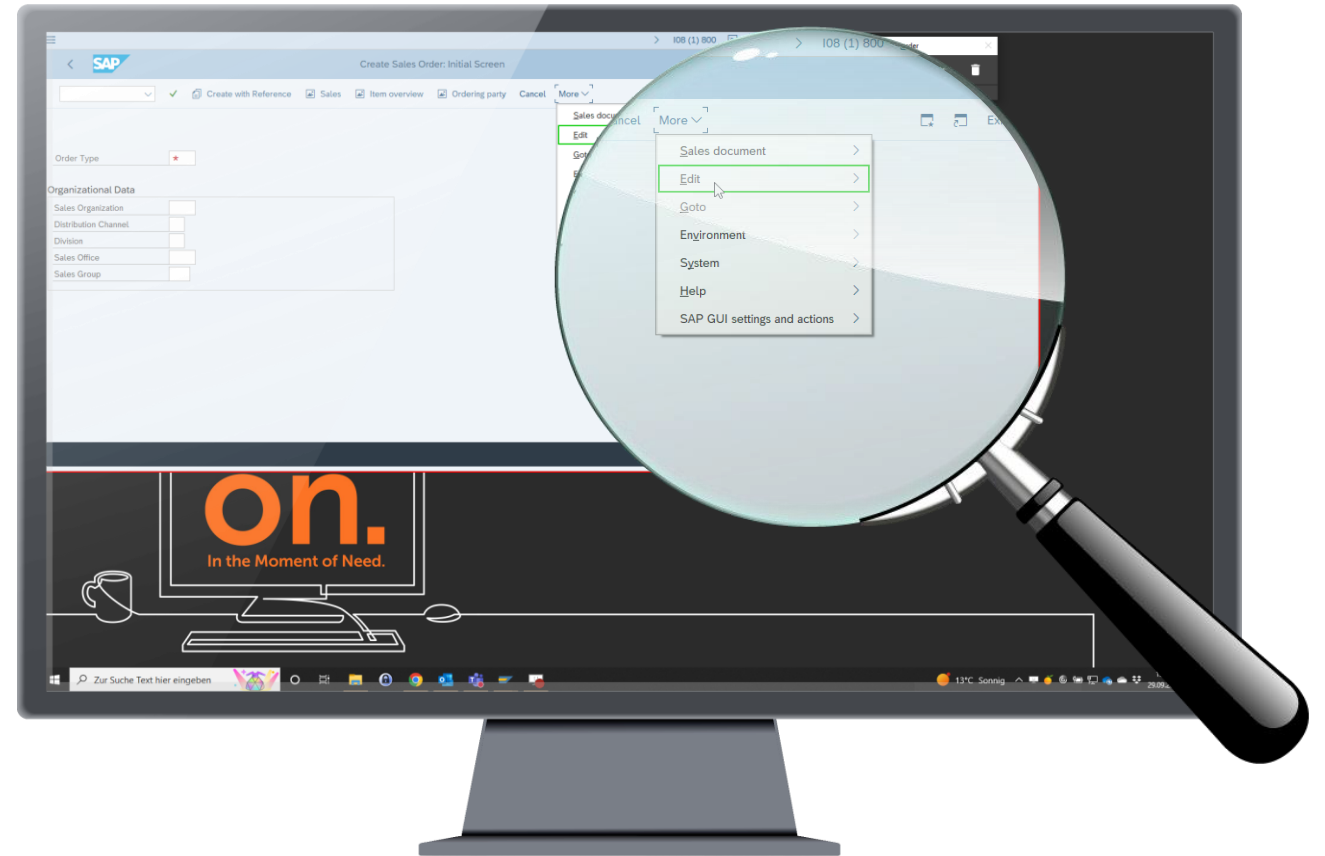 I08 (1) 800
I08 (1) 800
SAP
Create Sales Order: Initial Screen
Create with Reference Sales Item overview Ordering party Cancel More
Sales
Edit
Order Type *
Organizational Data
Sales Organization
Distribution Channel
Division
Sales Office
Sales Group
More
Sales document
Edit
Goto
Environment
System
Help
SAP GUI settings and actions
on.
In the Moment of Need.
Zur Suche Text hier eingeben
13°C Sonnig